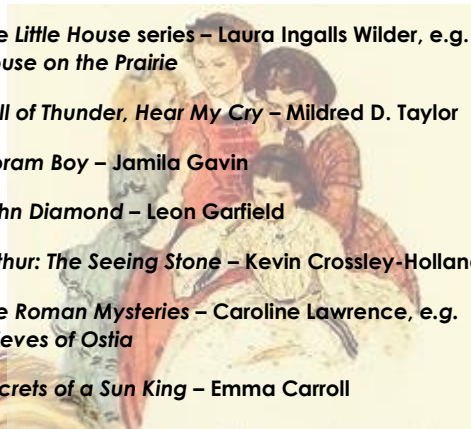 e Little House series – Laura Ingalls Wilder, e.g.
use on the Prairie
ll of Thunder, Hear My Cry – Mildred D. Taylor
ram Boy – Jamila Gavin
hn Diamond – Leon Garfield
thur: The Seeing Stone – Kevin Crossley-Hollan
e Roman Mysteries – Caroline Lawrence, e.g.
ieves of Ostia
crets of a Sun King – Emma Carroll